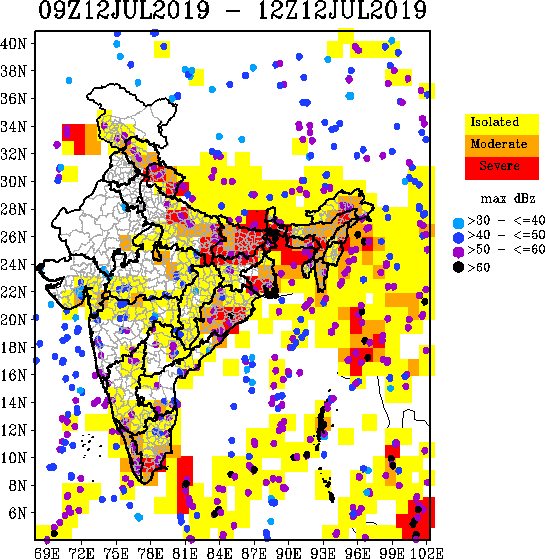 09Z12JUL2019 - 12Z12JUL2019
40N
38N
36N
34N
32N
30N
28N
26N
24N
22N
20N
18N
16N
14N
12N
10N
8N
6N
69E 72E 75E 78E 81E 84E 87E 90E 93E 96E 99E 102E
Isolated
Moderate
Severe
max dBz
>30 - <=40
>40 - <=50
>50 - <=60
>60